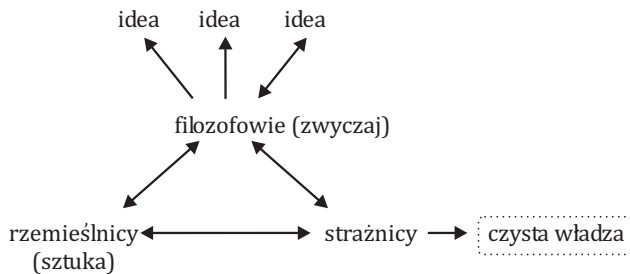 idea idea idea
filozofowie (zwyczaj)
rzemieślnicy strażnicy czysta władza
(sztuka)